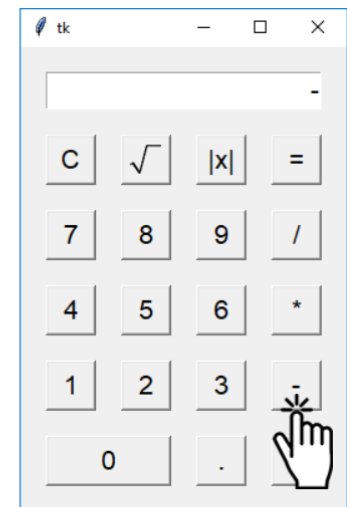 tk
-
C √ |x| =
7 8 9 /
4 5 6 *
1 2 3 -
0 .